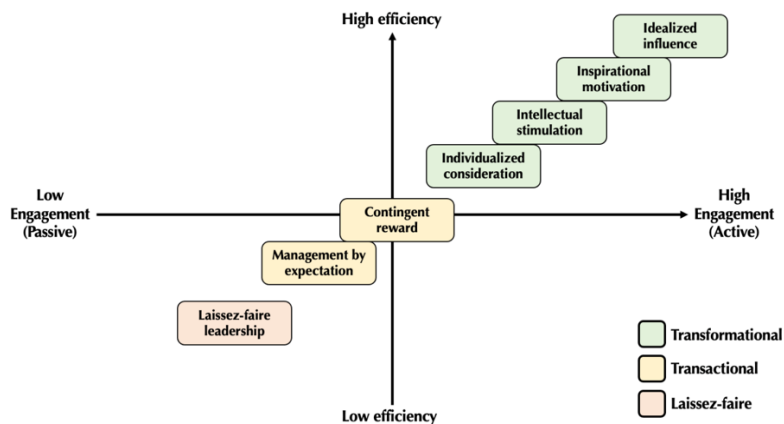 High efficiency
Idealized
influence
Inspirational
motivation
Intellectual
stimulation
Individualized
consideration
Low
Engagement
(Passive)
Contingent
reward
High
Engagement
(Active)
Management by
expectation
Laissez-faire
leadership
Transformational
Transactional
Laissez-faire
Low efficiency